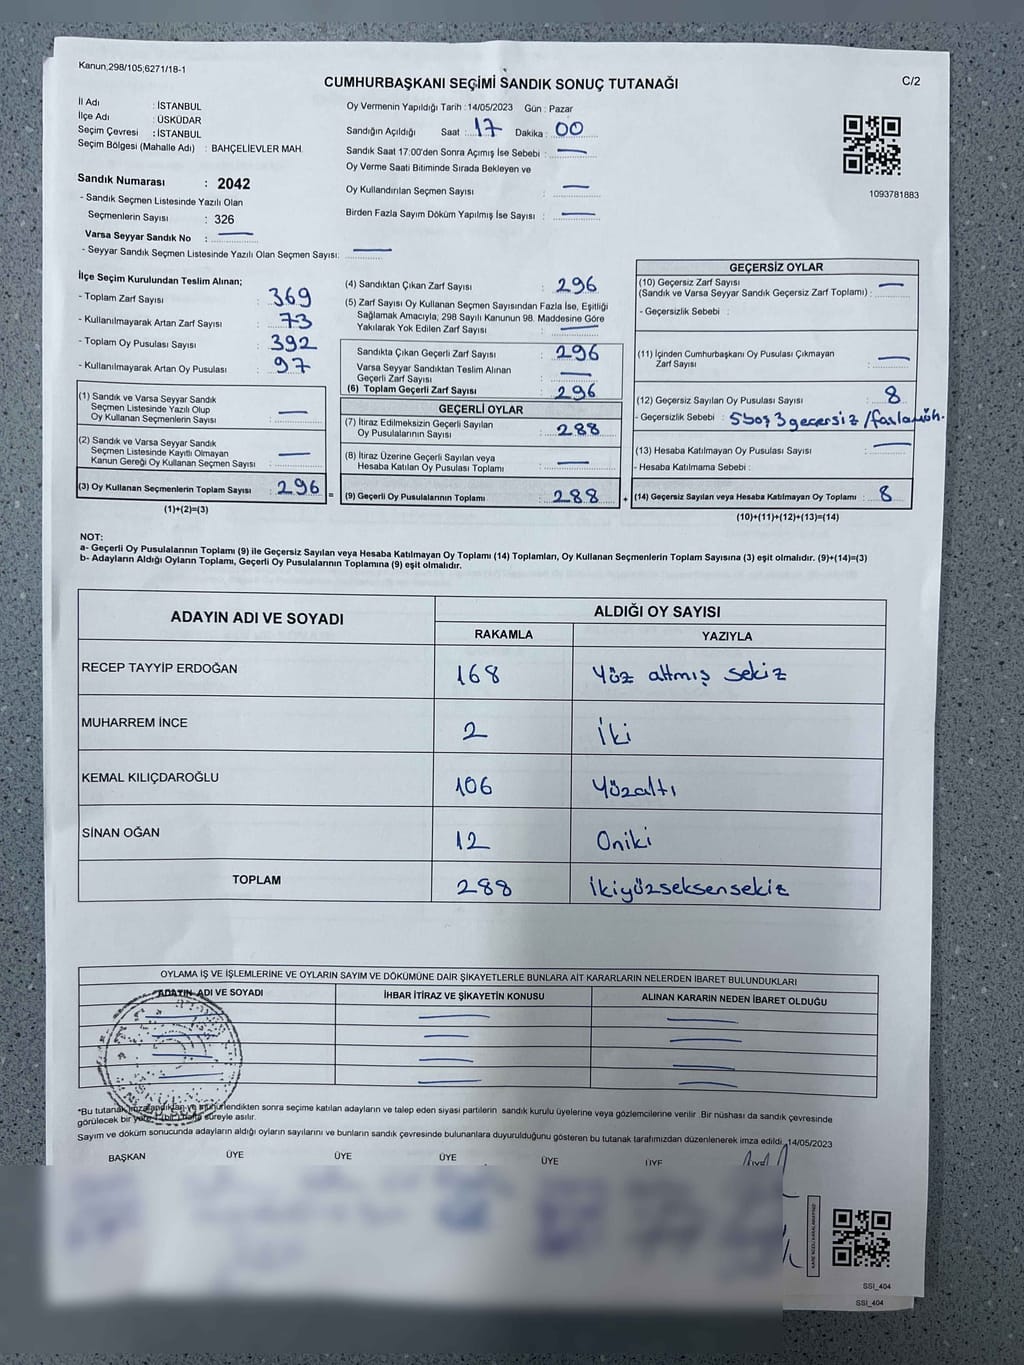 Kanun,298/105;6271/18-1
CUMHURBAŞKANI SEÇİMİ SANDIK SONUÇ TUTANAĞI
C/2
İl Adı : İSTANBUL
İlçe Adı : ÜSKÜDAR
Seçim Çevresi : İSTANBUL
Seçim Bölgesi (Mahalle Adı) : BAHÇELİEVLER MAH.
Oy Vermenin Yapıldığı Tarih : 14/05/2023 Gün : Pazar
Sandığın Açıldığı Saat : 17 Dakika : 00
Sandık Saat 17:00'den Sonra Açımış İse Sebebi : —
Oy Verme Saati Bitiminde Sırada Bekleyen ve
Oy Kullandırılan Seçmen Sayısı : —
Birden Fazla Sayım Döküm Yapılmış İse Sayısı : —
1093781883
Sandık Numarası : 2042
- Sandık Seçmen Listesinde Yazılı Olan
Seçmenlerin Sayısı : 326
Varsa Seyyar Sandık No : —
- Seyyar Sandık Seçmen Listesinde Yazılı Olan Seçmen Sayısı: —
İlçe Seçim Kurulundan Teslim Alınan;
- Toplam Zarf Sayısı : 369
- Kullanılmayarak Artan Zarf Sayısı : 73
- Toplam Oy Pusulası Sayısı : 392
- Kullanılmayarak Artan Oy Pusulası : 97
(1) Sandık ve Varsa Seyyar Sandık
Seçmen Listesinde Yazılı Olup
Oy Kullanan Seçmenlerin Sayısı : —
(2) Sandık ve Varsa Seyyar Sandık
Seçmen Listesinde Kayıtlı Olmayan
Kanun Gereği Oy Kullanan Seçmen Sayısı : —
(3) Oy Kullanan Seçmenlerin Toplam Sayısı : 296 =
(1)+(2)=(3)
(4) Sandıktan Çıkan Zarf Sayısı : 296
(5) Zarf Sayısı Oy Kullanan Seçmen Sayısından Fazla İse, Eşitliği
Sağlamak Amacıyla, 298 Sayılı Kanunun 98. Maddesine Göre
Yakılarak Yok Edilen Zarf Sayısı : —
Sandıkta Çıkan Geçerli Zarf Sayısı : 296
Varsa Seyyar Sandıktan Teslim Alınan
Geçerli Zarf Sayısı : —
(6) Toplam Geçerli Zarf Sayısı : 296
GEÇERLİ OYLAR
(7) İtiraz Edilmeksizin Geçerli Sayılan
Oy Pusulalarının Sayısı : 288
(8) İtiraz Üzerine Geçerli Sayılan veya
Hesaba Katılan Oy Pusulası Toplamı : —
(9) Geçerli Oy Pusulalarının Toplamı : 288 +
GEÇERSİZ OYLAR
(10) Geçersiz Zarf Sayısı
(Sandık ve Varsa Seyyar Sandık Geçersiz Zarf Toplamı) : —
- Geçersizlik Sebebi :
(11) İçinden Cumhurbaşkanı Oy Pusulası Çıkmayan
Zarf Sayısı : —
(12) Geçersiz Sayılan Oy Pusulası Sayısı : 8
- Geçersizlik Sebebi : 5boş 3geçersiz/fazla müh.
(13) Hesaba Katılmayan Oy Pusulası Sayısı : —
- Hesaba Katılmama Sebebi :
(14) Geçersiz Sayılan veya Hesaba Katılmayan Oy Toplamı : 8
(10)+(11)+(12)+(13)=(14)
NOT:
a- Geçerli Oy Pusulalarının Toplamı (9) ile Geçersiz Sayılan veya Hesaba Katılmayan Oy Toplamı (14) Toplamları, Oy Kullanan Seçmenlerin Toplam Sayısına (3) eşit olmalıdır. (9)+(14)=(3)
b- Adayların Aldığı Oyların Toplamı, Geçerli Oy Pusulalarının Toplamına (9) eşit olmalıdır.
ADAYIN ADI VE SOYADI
ALDIĞI OY SAYISI
RAKAMLA YAZIYLA
RECEP TAYYİP ERDOĞAN 168 Yüz altmış sekiz
MUHARREM İNCE 2 İki
KEMAL KILIÇDAROĞLU 106 Yüzaltı
SİNAN OĞAN 12 Oniki
TOPLAM 288 İkiyüzseksensekiz
OYLAMA İŞ VE İŞLEMLERİNE VE OYLARIN SAYIM VE DÖKÜMÜNE DAİR ŞİKAYETLERLE BUNLARA AİT KARARLARIN NELERDEN İBARET BULUNDUKLARI
ADAYIN ADI VE SOYADI İHBAR İTİRAZ VE ŞİKAYETİN KONUSU ALINAN KARARIN NEDEN İBARET OLDUĞU
*Bu tutanak imzalandıktan ve mühürlendikten sonra seçime katılan adayların ve talep eden siyasi partilerin sandık kurulu üyelerine veya gözlemcilerine verilir. Bir nüshası da sandık çevresinde
görülecek bir yere 1 (bir) hafta süreyle asılır.
Sayım ve döküm sonucunda adayların aldığı oyların sayılarını ve bunların sandık çevresinde bulunanlara duyurulduğunu gösteren bu tutanak tarafımızdan düzenlenerek imza edildi. 14/05/2023
BAŞKAN ÜYE ÜYE ÜYE ÜYE ÜYE
SSI_404
SSI_404